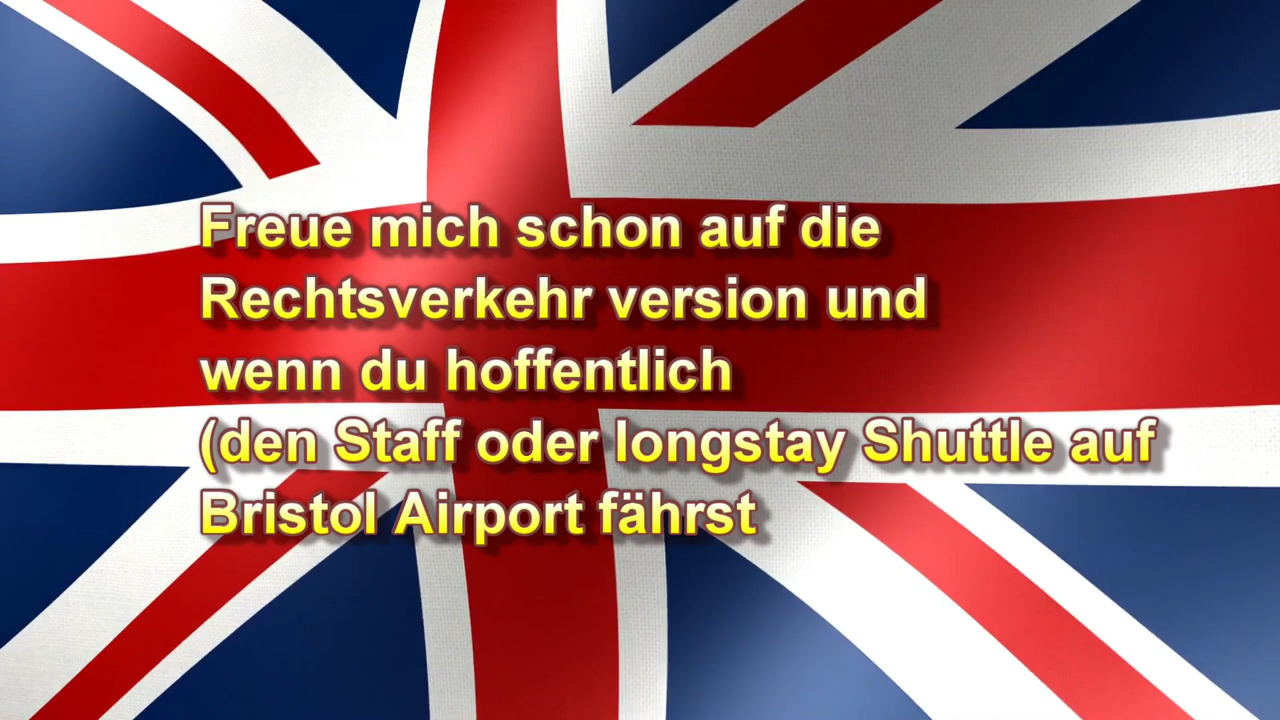 Freue mich schon auf die
Rechtsverkehr version und
wenn du hoffentlich
(den Staff oder longstay Shuttle auf
Bristol Airport fährst